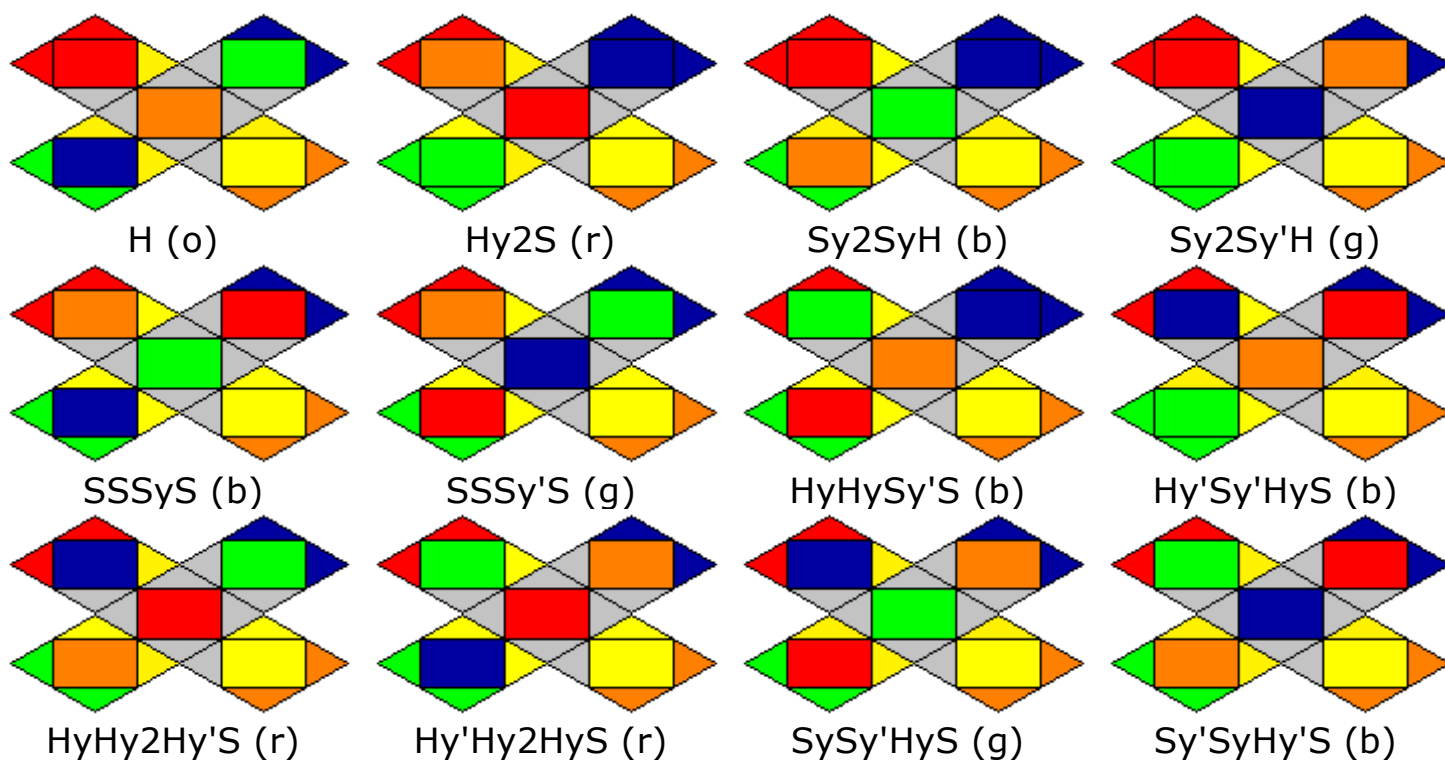 H (o) Hy2S (r) Sy2SyH (b) Sy2Sy'H (g)
SSSyS (b) SSSy'S (g) HyHySy'S (b) Hy'Sy'HyS (b)
HyHy2Hy'S (r) Hy'Hy2HyS (r) SySy'HyS (g) Sy'SyHy'S (b)